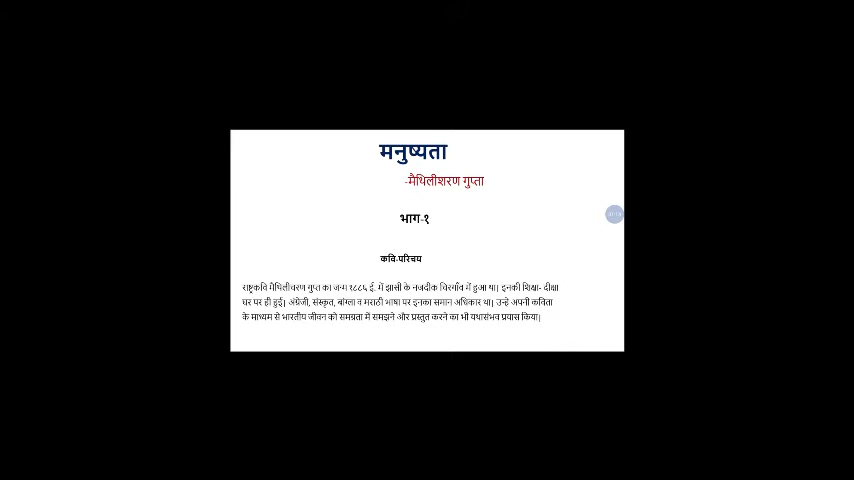 मनुष्यता
-मैथिलीशरण गुप्ता
भाग-१
कवि-परिचय
राष्ट्रकवि मैथिलीचरण गुप्त का जन्म १८८६ ई. में झासी के नजदीक चिरगाँव में हुआ था| इनकी शिक्षा- दीक्षा
घर पर ही हुई| अंग्रेजी, संस्कृत, बांग्ला व मराठी भाषा पर इनका समान अधिकार था| उन्हे अपनी कविता
के माध्यम से भारतीय जीवन को समग्रता में समझने और प्रस्तुत करने का भी यथासंभव प्रयास किया|